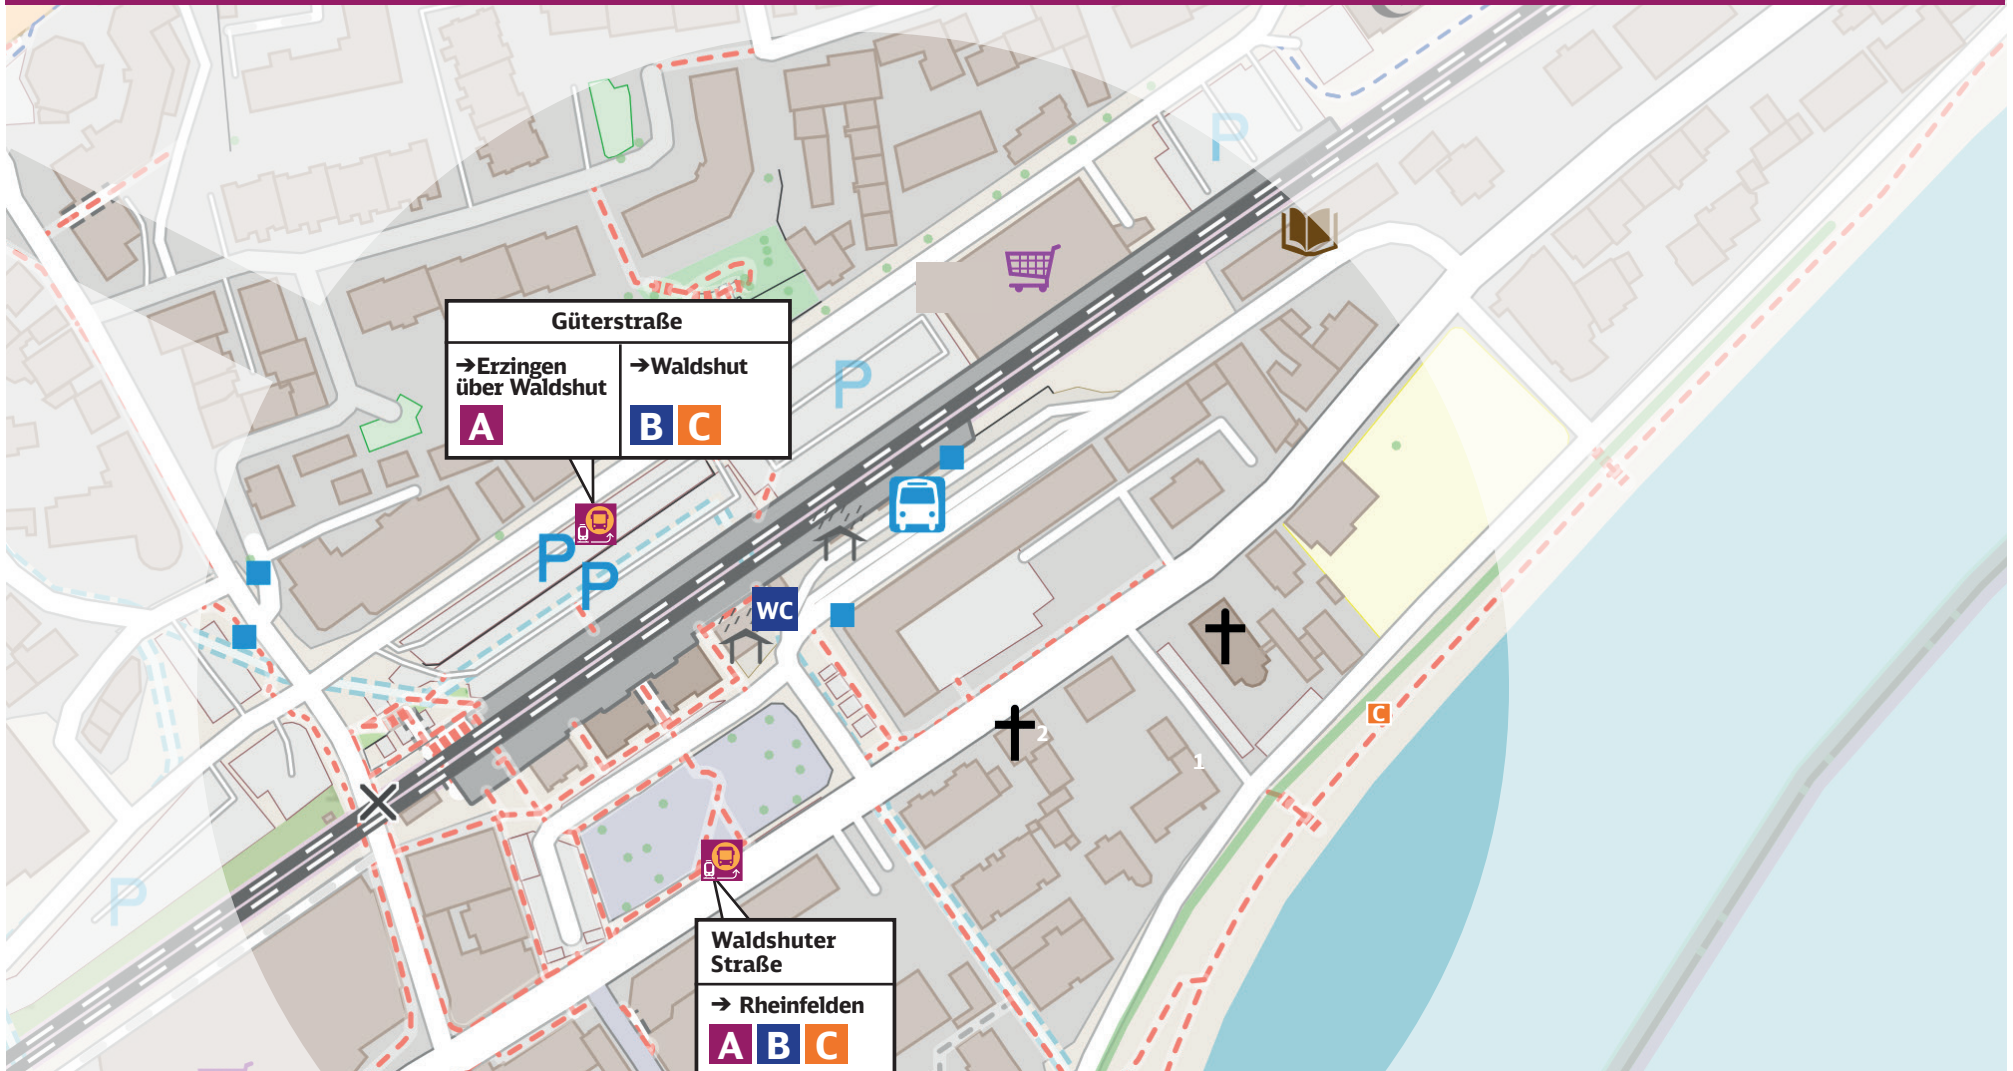 P
Güterstraße
➔Erzingen
über Waldshut
A
➔Waldshut
B C
P
P
P
WC
2
1
C
P
Waldshuter
Straße
➔ Rheinfelden
A B C